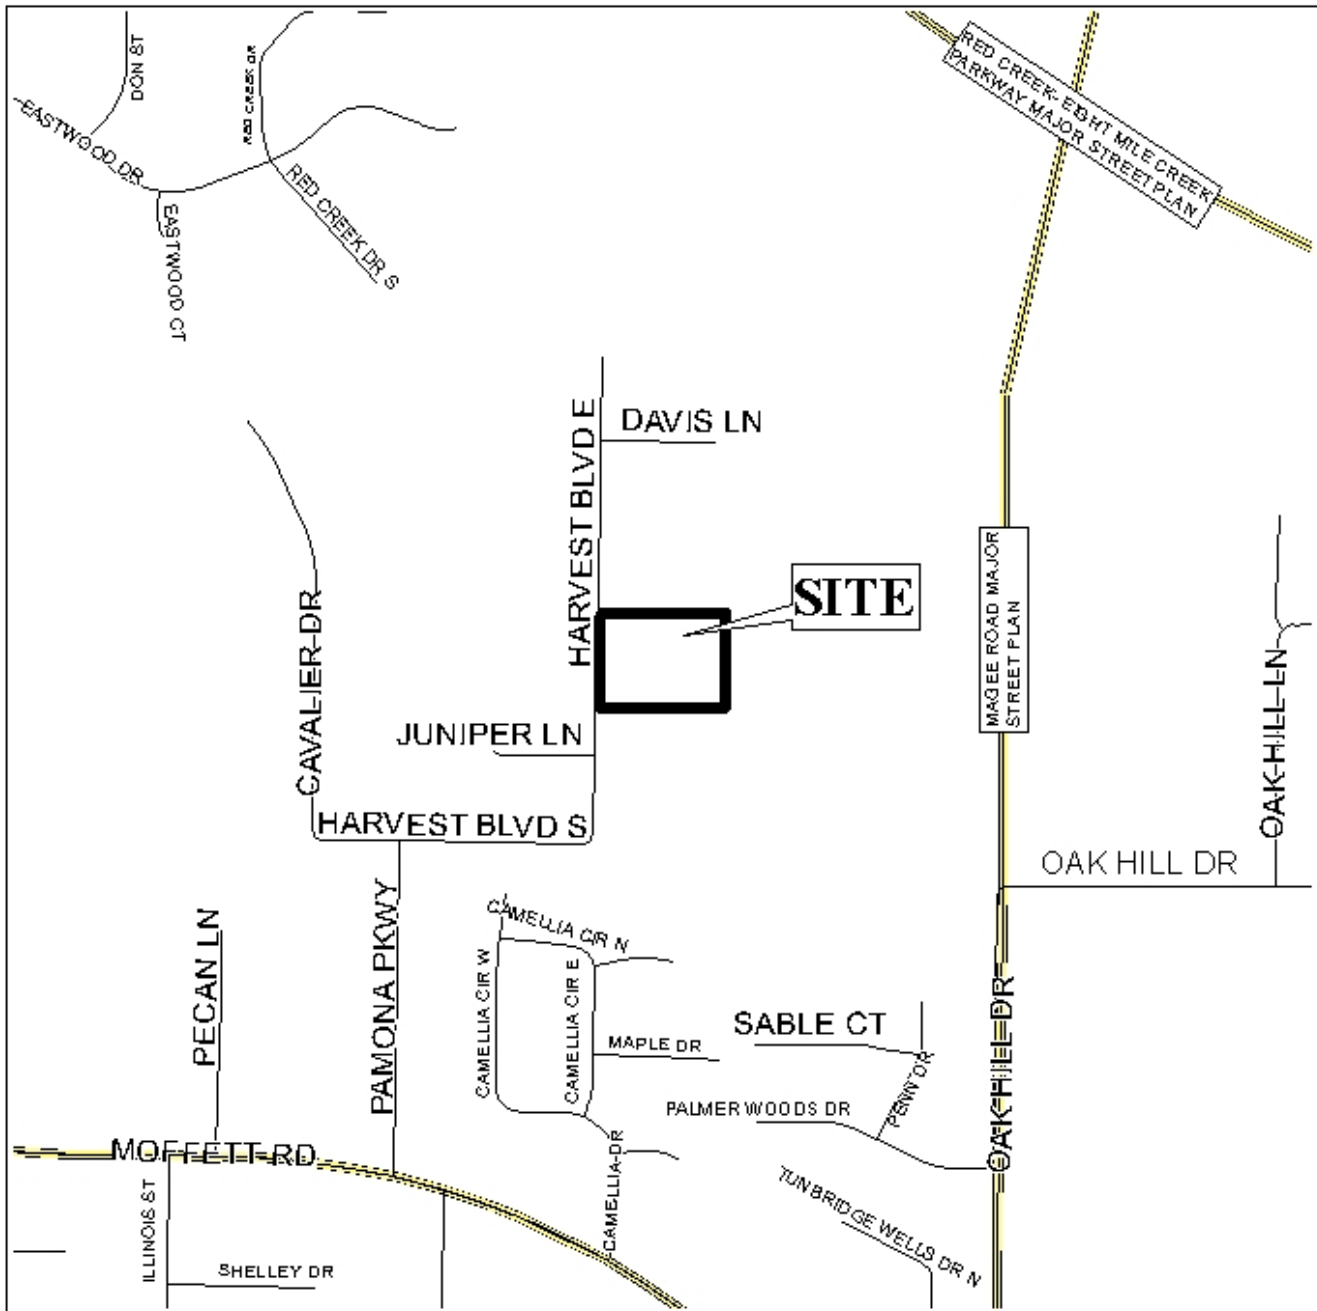 DON ST
RED CREEK DR
EASTWOOD DR
RED CREEK DR S
EASTWOOD CT
RED CREEK- EIGHT MILE CREEK
PARKWAY MAJOR STREET PLAN
DAVIS LN
HARVEST BLVD E
SITE
MAGEE ROAD MAJOR
STREET PLAN
CAVALIER DR
JUNIPER LN
HARVEST BLVD S
OAK HILL LN
OAK HILL DR
PECAN LN
PAMONA PKWY
CAMELLIA CIR N
CAMELLIA CIR W
CAMELLIA CIR E
MAPLE DR
SABLE CT
PENN DR
PALMER WOODS DR
OAK HILL DR
MOFFETT RD
CAMELLIA DR
TUNBRIDGE WELLS DR N
ILLINOIS ST
SHELLEY DR